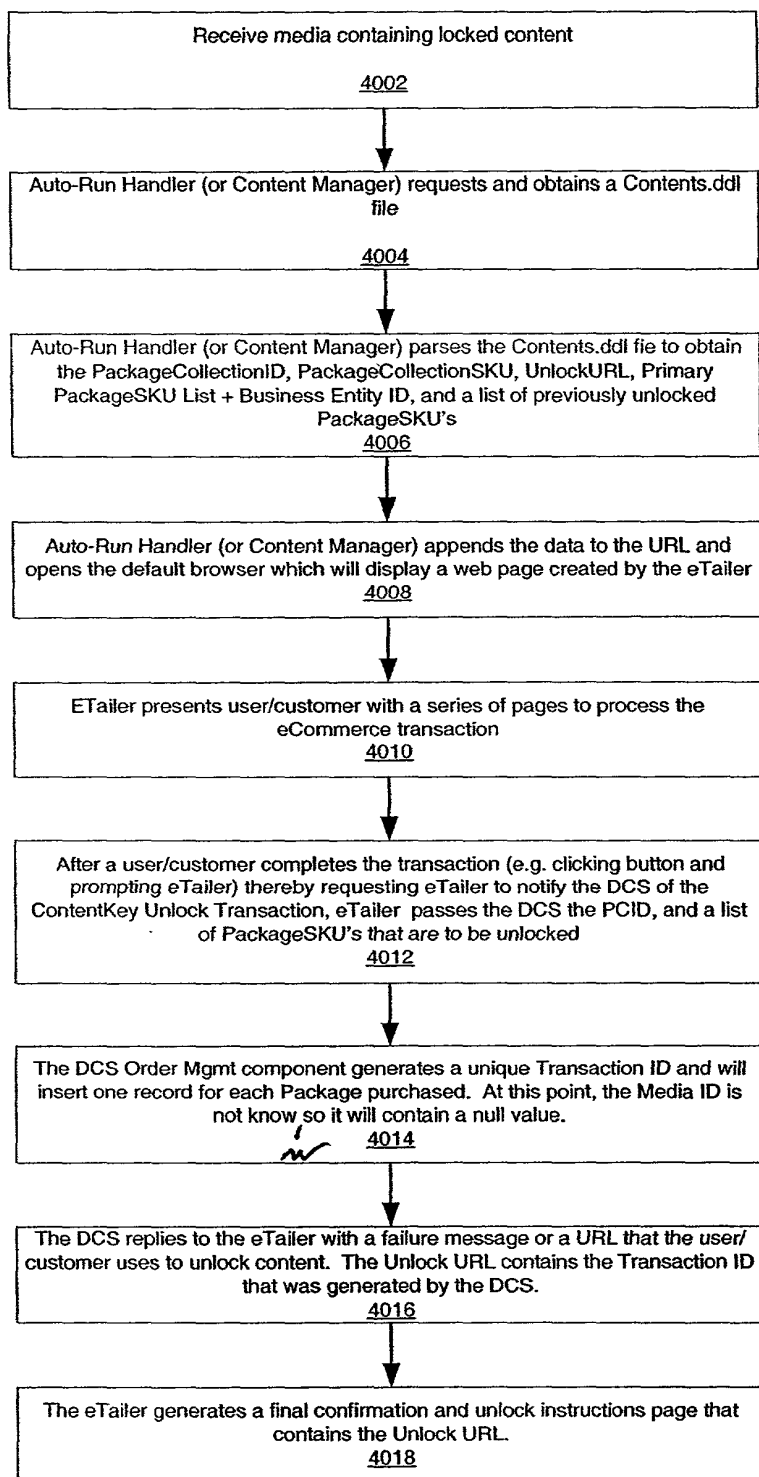 Receive media containing locked content
4002
Auto-Run Handler (or Content Manager) requests and obtains a Contents.ddl
file
4004
Auto-Run Handler (or Content Manager) parses the Contents.ddl fie to obtain
the PackageCollectionID, PackageCollectionSKU, UnlockURL, Primary
PackageSKU List + Business Entity ID, and a list of previously unlocked
PackageSKU's
4006
Auto-Run Handler (or Content Manager) appends the data to the URL and
opens the default browser which will display a web page created by the eTailer
4008
ETailer presents user/customer with a series of pages to process the
eCommerce transaction
4010
After a user/customer completes the transaction (e.g. clicking button and
prompting eTailer) thereby requesting eTailer to notify the DCS of the
ContentKey Unlock Transaction, eTailer passes the DCS the PCID, and a list
of PackageSKU's that are to be unlocked
4012
The DCS Order Mgmt component generates a unique Transaction ID and will
insert one record for each Package purchased. At this point, the Media ID is
not know so it will contain a null value.
4014
The DCS replies to the eTailer with a failure message or a URL that the user/
customer uses to unlock content. The Unlock URL contains the Transaction ID
that was generated by the DCS.
4016
The eTailer generates a final confirmation and unlock instructions page that
contains the Unlock URL.
4018